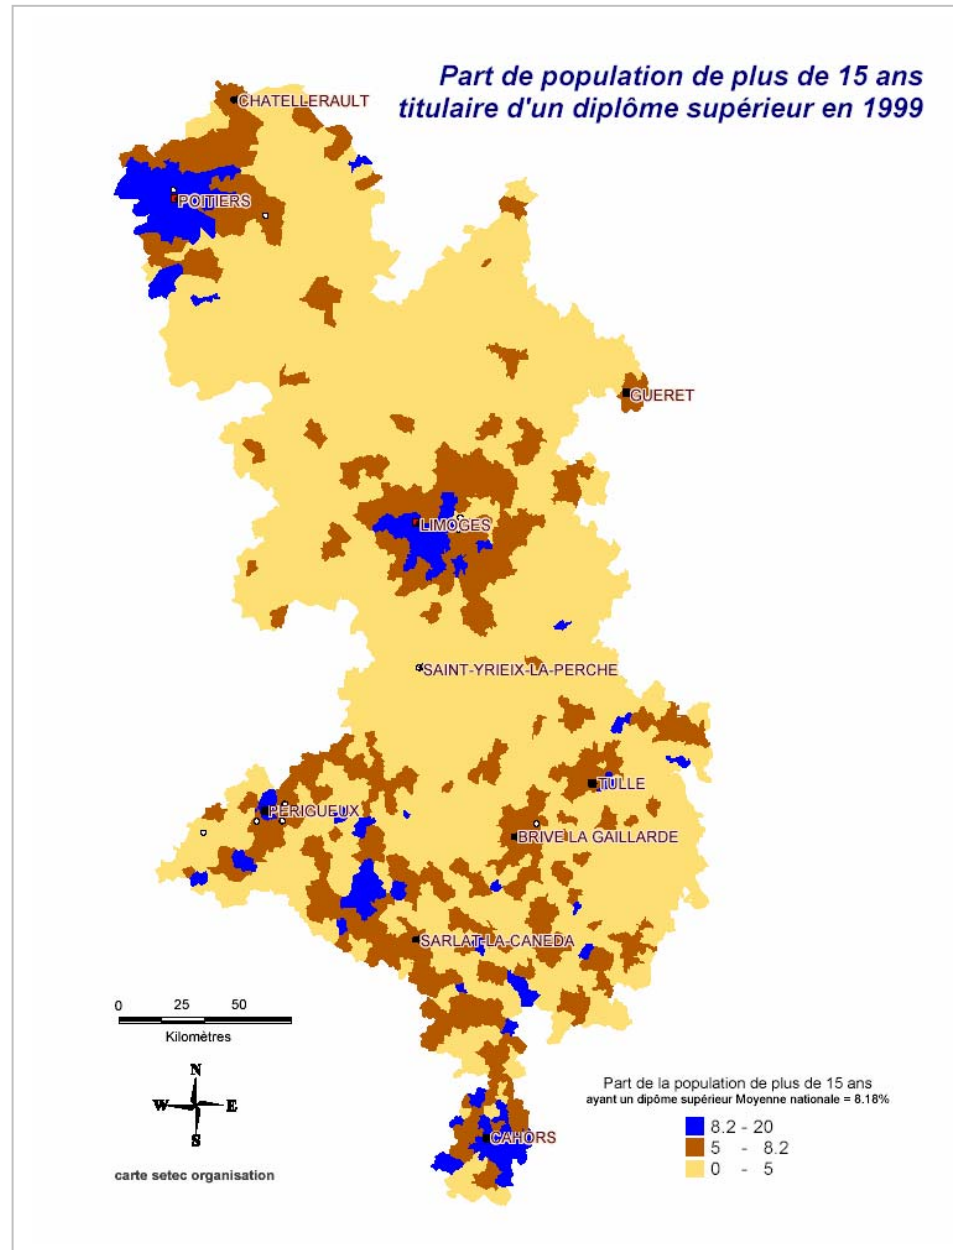 Part de population de plus de 15 ans
titulaire d'un diplôme supérieur en 1999
CHATELLERAULT
POITIERS
GUERET
LIMOGES
SAINT-YRIEIX-LA-PERCHE
TULLE
PÉRIGUEUX
BRIVE LA GAILLARDE
SARLAT-LA-CANEDA
0 25 50
Kilomètres
N
W E
S
carte setec organisation
CAHORS
Part de la population de plus de 15 ans
ayant un dipôme supérieur Moyenne nationale = 8.18%
8.2 - 20
5 - 8.2
0 - 5